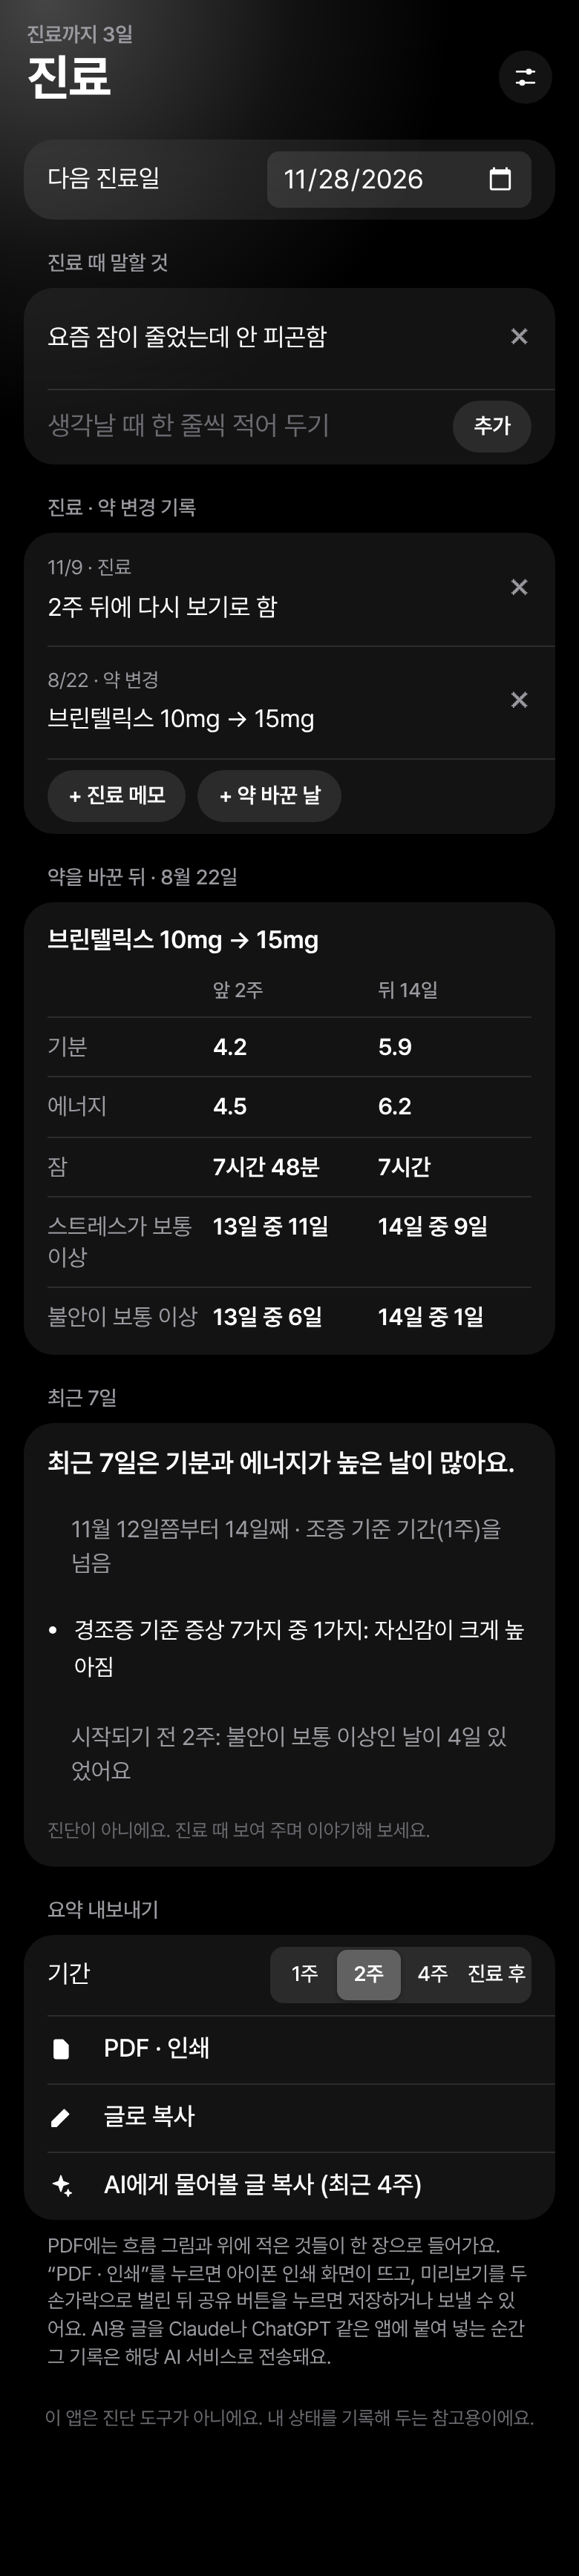 진료까지 3일
진료
다음 진료일
11/28/2026
진료 때 말할 것
요즘 잠이 줄었는데 안 피곤함
생각날 때 한 줄씩 적어 두기
추가
진료 · 약 변경 기록
11/9 · 진료
2주 뒤에 다시 보기로 함
8/22 · 약 변경
브린텔릭스 10mg → 15mg
+ 진료 메모 + 약 바꾼 날
약을 바꾼 뒤 · 8월 22일
브린텔릭스 10mg → 15mg
앞 2주 뒤 14일
기분 4.2 5.9
에너지 4.5 6.2
잠 7시간 48분 7시간
스트레스가 보통 13일 중 11일 14일 중 9일
이상
불안이 보통 이상 13일 중 6일 14일 중 1일
최근 7일
최근 7일은 기분과 에너지가 높은 날이 많아요.
11월 12일쯤부터 14일째 · 조증 기준 기간(1주)을
넘음
• 경조증 기준 증상 7가지 중 1가지: 자신감이 크게 높
아짐
시작되기 전 2주: 불안이 보통 이상인 날이 4일 있
었어요
진단이 아니에요. 진료 때 보여 주며 이야기해 보세요.
요약 내보내기
기간 1주 2주 4주 진료 후
PDF · 인쇄
글로 복사
AI에게 물어볼 글 복사 (최근 4주)
PDF에는 흐름 그림과 위에 적은 것들이 한 장으로 들어가요.
“PDF · 인쇄”를 누르면 아이폰 인쇄 화면이 뜨고, 미리보기를 두
손가락으로 벌린 뒤 공유 버튼을 누르면 저장하거나 보낼 수 있
어요. AI용 글을 Claude나 ChatGPT 같은 앱에 붙여 넣는 순간
그 기록은 해당 AI 서비스로 전송돼요.
이 앱은 진단 도구가 아니에요. 내 상태를 기록해 두는 참고용이에요.